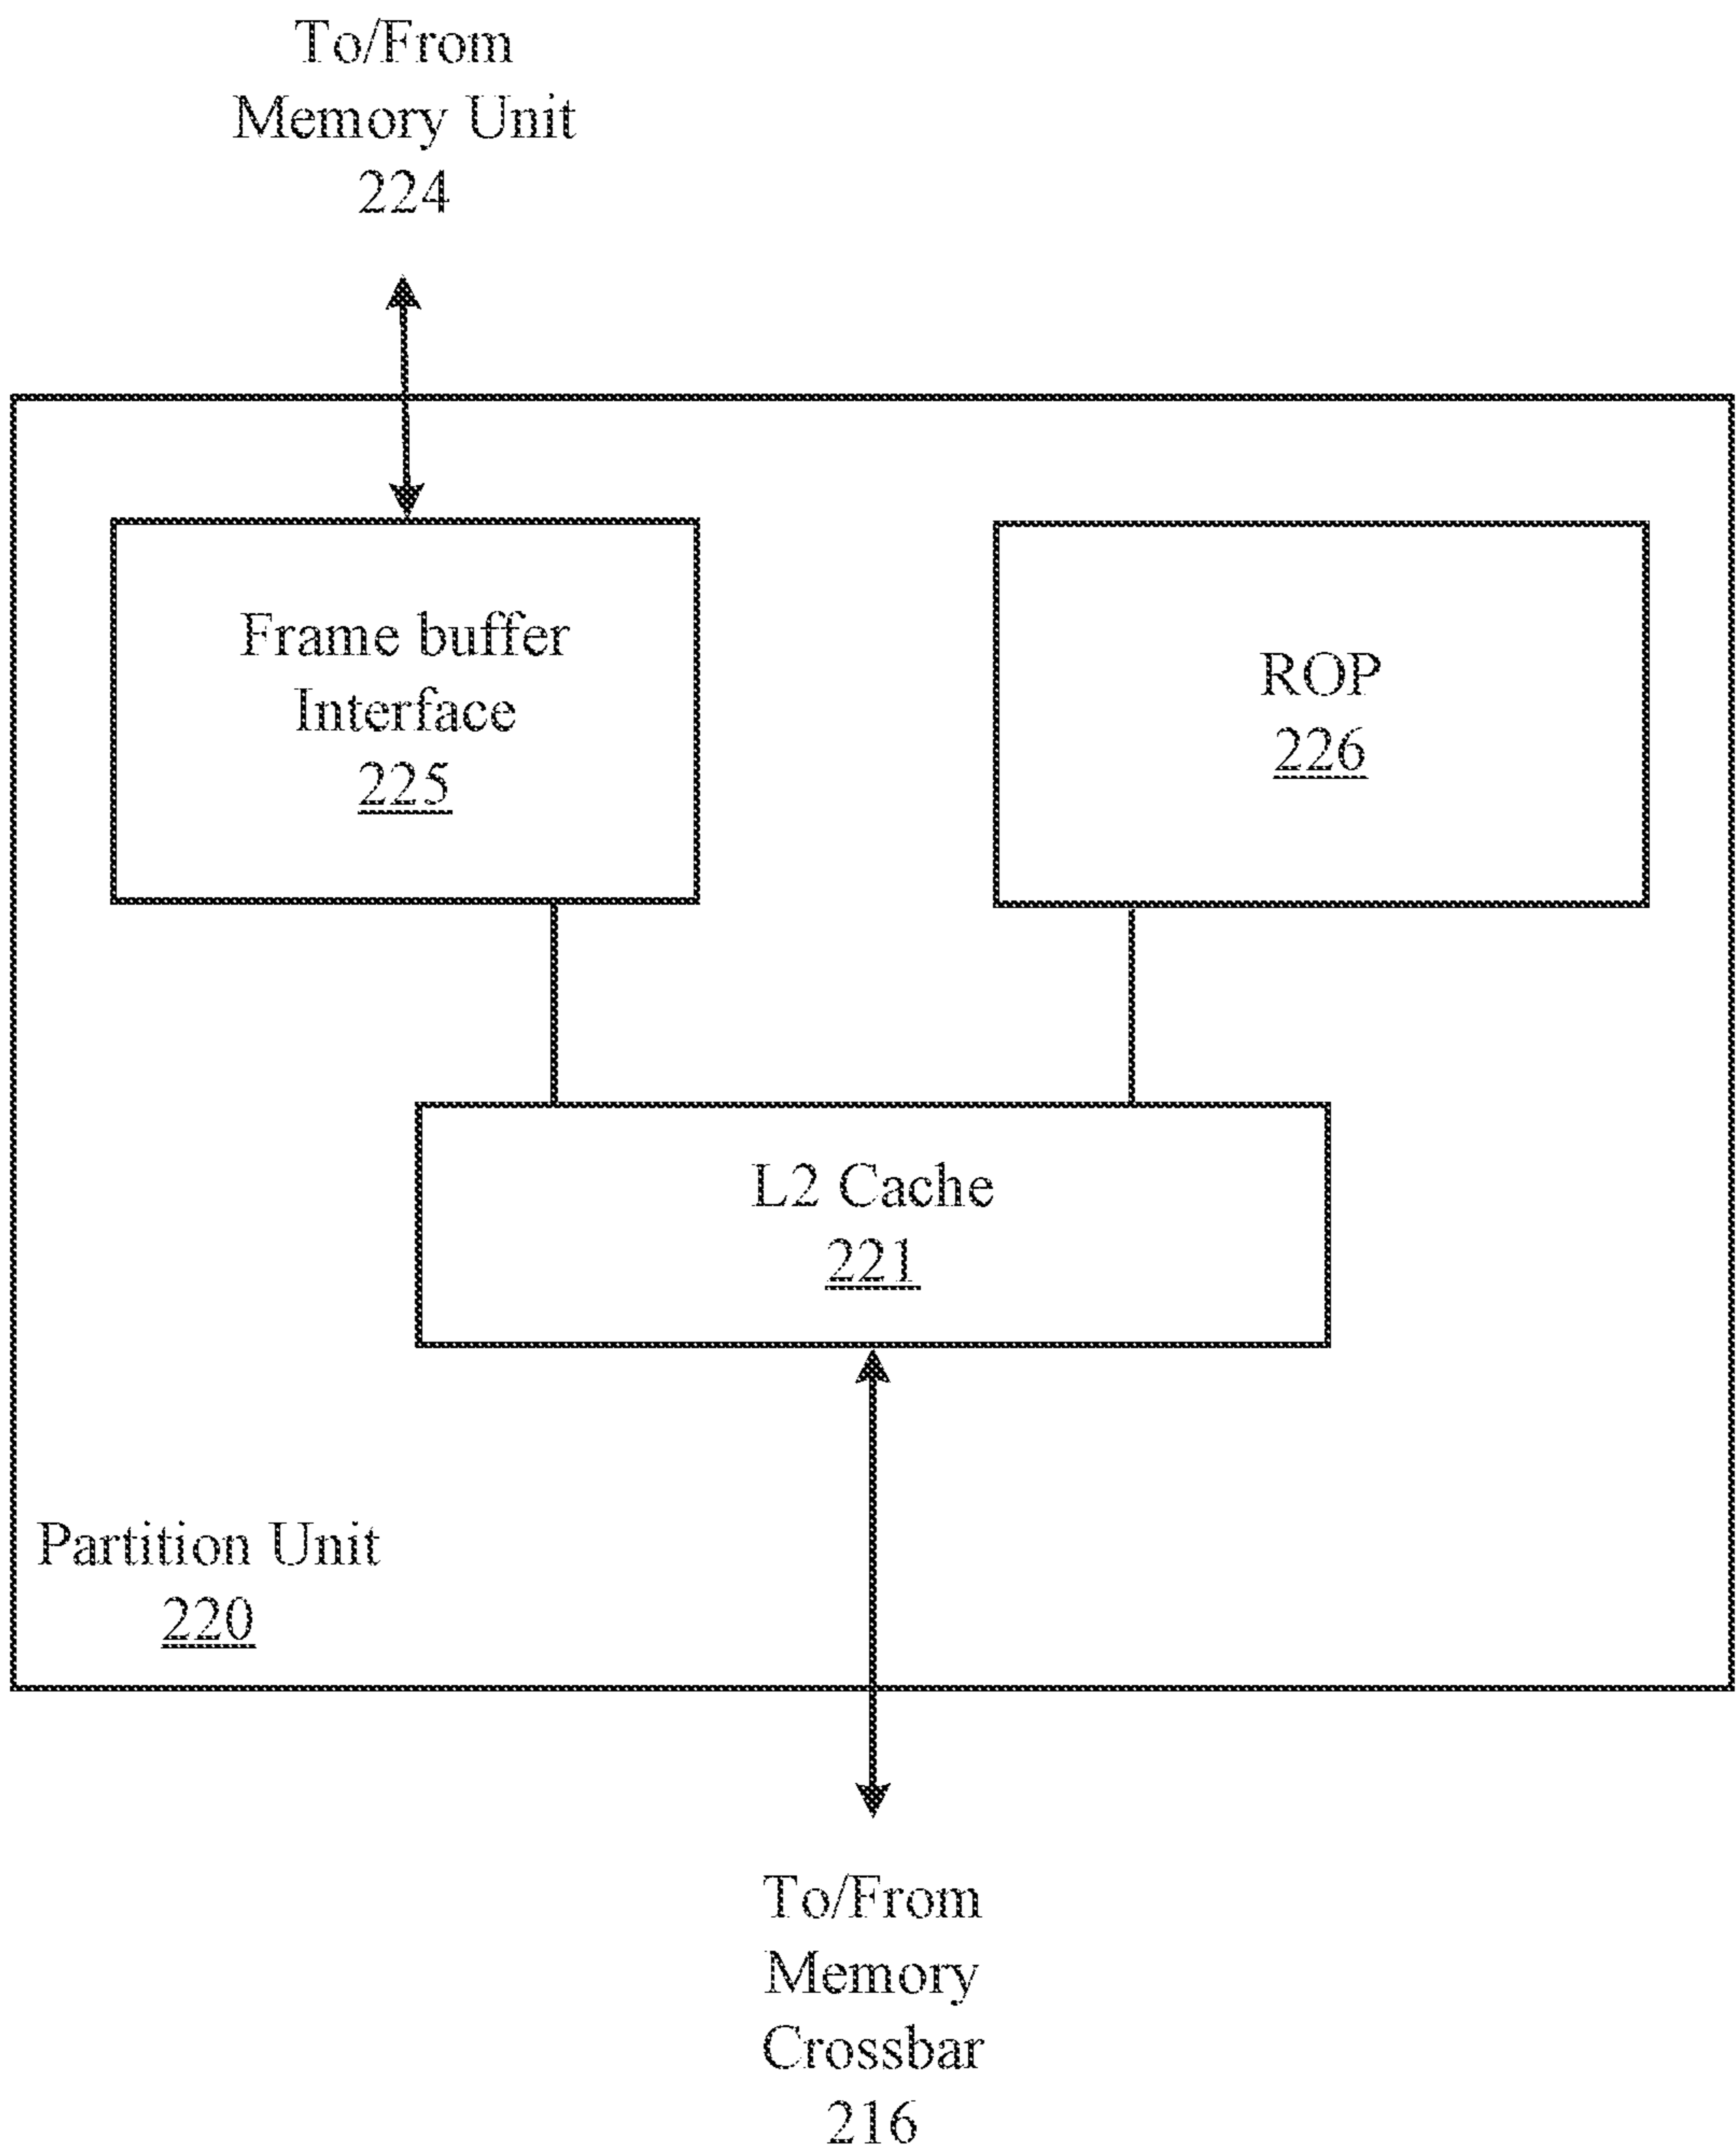 To/From
Memory Unit
224
Frame buffer
Interface
225
ROP
226
L2 Cache
221
Partition Unit
220
To/From
Memory
Crossbar
216